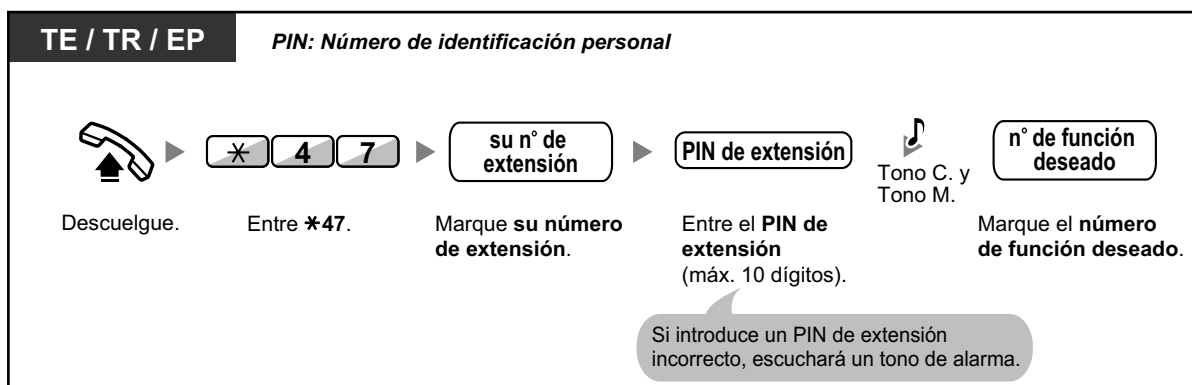 TE / TR / EP
PIN: Número de identificación personal
✳ 4 7
su n° de
extensión
PIN de extensión
Tono C. y
Tono M.
n° de función
deseado
Descuelgue.
Entre ✳47.
Marque su número
de extensión.
Entre el PIN de
extensión
(máx. 10 dígitos).
Marque el número
de función deseado.
Si introduce un PIN de extensión
incorrecto, escuchará un tono de alarma.